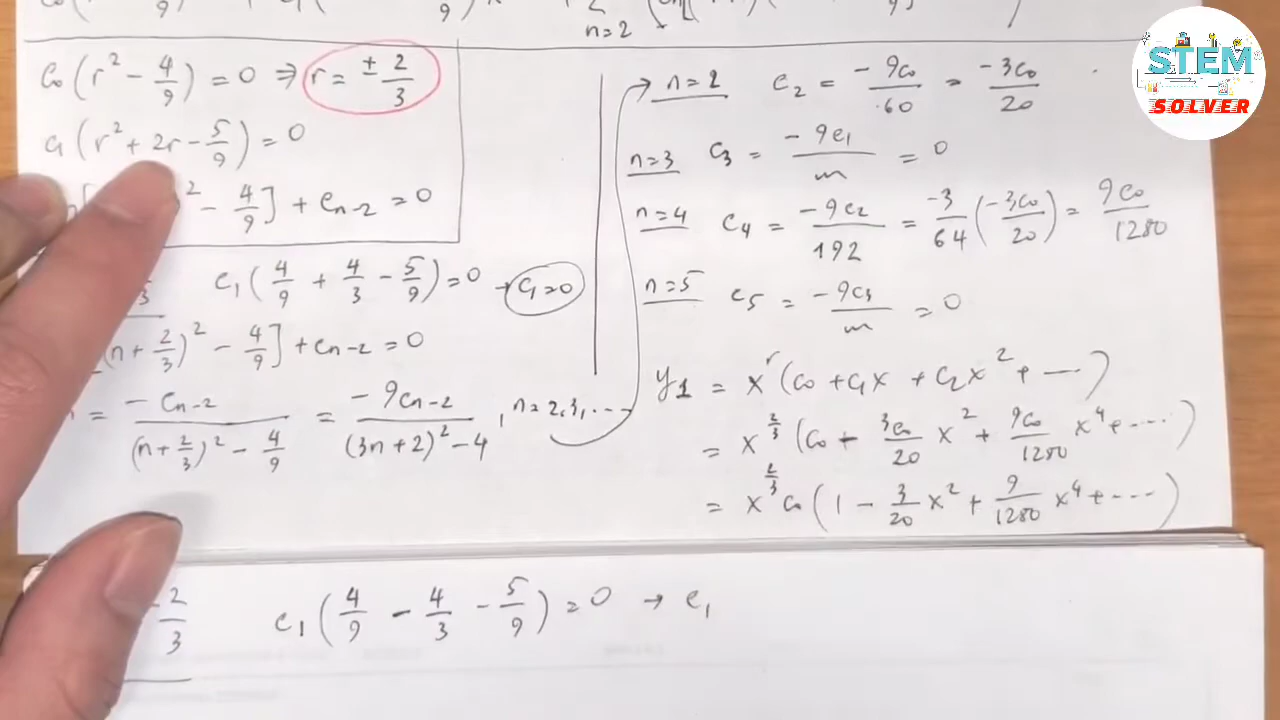 n=2
C₀(r² - 4/9) = 0 ⇒ r = ± 2/3
C₁(r² + 2r - 5/9) = 0
² - 4/9] + Cₙ₋₂ = 0
C₁(4/9 + 4/3 - 5/9) = 0 → C₁=0
(n + 2/3)² - 4/9] + Cₙ₋₂ = 0
= -Cₙ₋₂/((n+2/3)² - 4/9) = -9Cₙ₋₂/((3n+2)² - 4), n=2,3,...
n=2 C₂ = -9C₀/60 = -3C₀/20
n=3 C₃ = -9C₁/m = 0
n=4 C₄ = -9C₂/192 = -3/64 (-3C₀/20) = 9C₀/1280
n=5 C₅ = -9C₃/m = 0
y₁ = xʳ(C₀ + C₁x + C₂x² + ---)
= x^(2/3) (C₀ - 3C₀/20 x² + 9C₀/1280 x⁴ + ....)
= x^(2/3) C₀ (1 - 3/20 x² + 9/1280 x⁴ + ....)
-2/3 C₁(4/9 - 4/3 - 5/9) = 0 → C₁
STEM
SOLVER